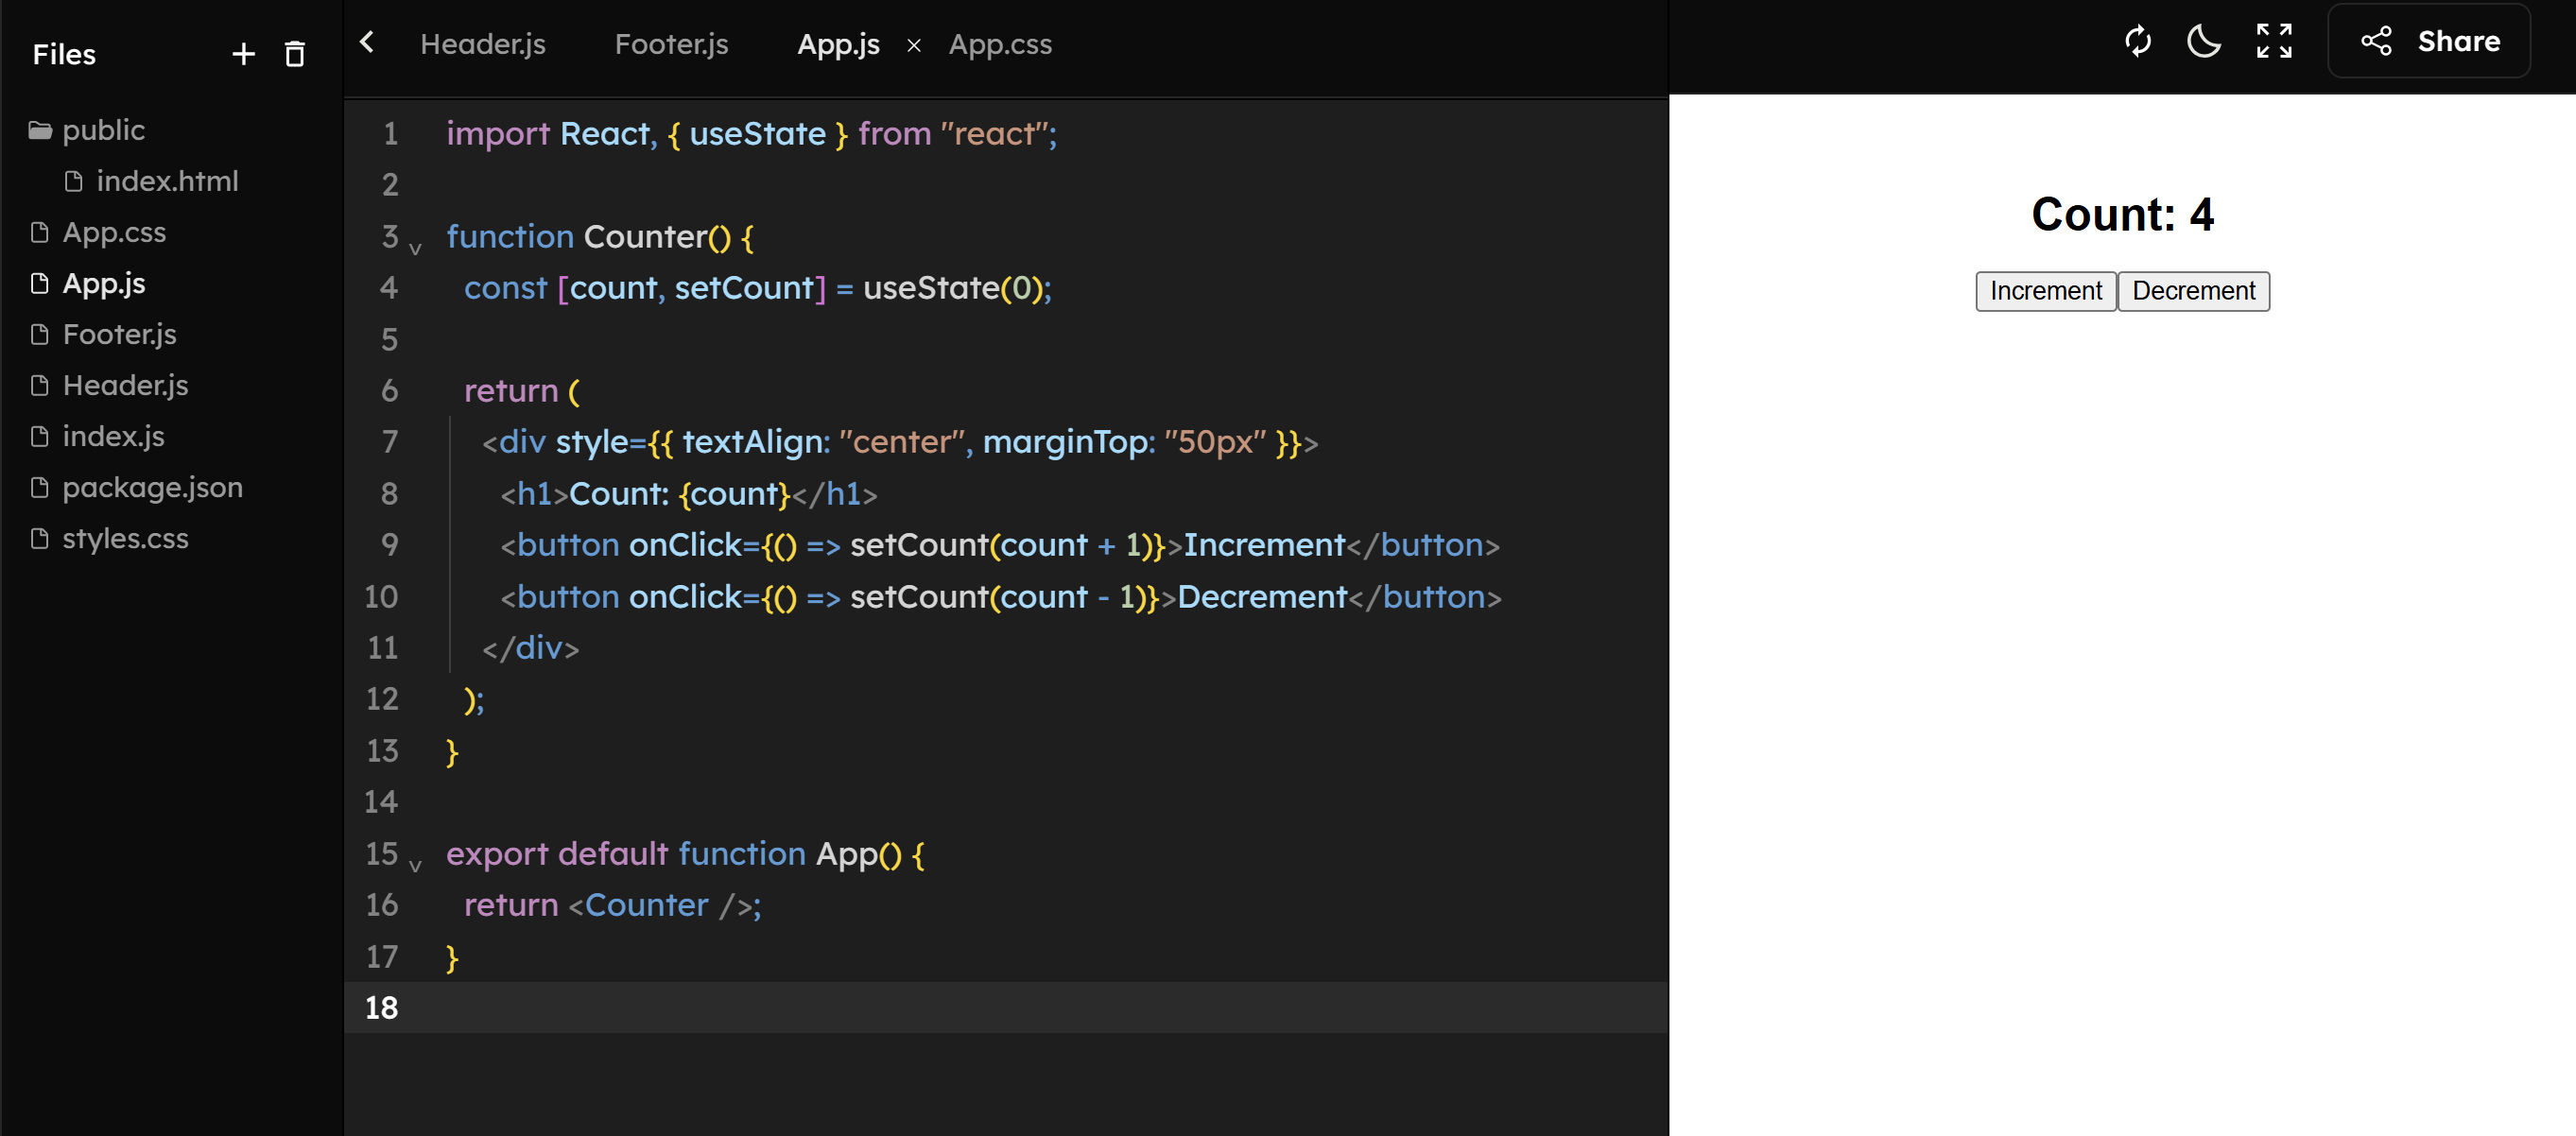 Files
public
index.html
App.css
App.js
Footer.js
Header.js
index.js
package.json
styles.css
Header.js Footer.js App.js × App.css
1 import React, { useState } from "react";
2
3 function Counter() {
4 const [count, setCount] = useState(0);
5
6 return (
7 <div style={{ textAlign: "center", marginTop: "50px" }}>
8 <h1>Count: {count}</h1>
9 <button onClick={() => setCount(count + 1)}>Increment</button>
10 <button onClick={() => setCount(count - 1)}>Decrement</button>
11 </div>
12 );
13 }
14
15 export default function App() {
16 return <Counter />;
17 }
18
Share
Count: 4
Increment Decrement